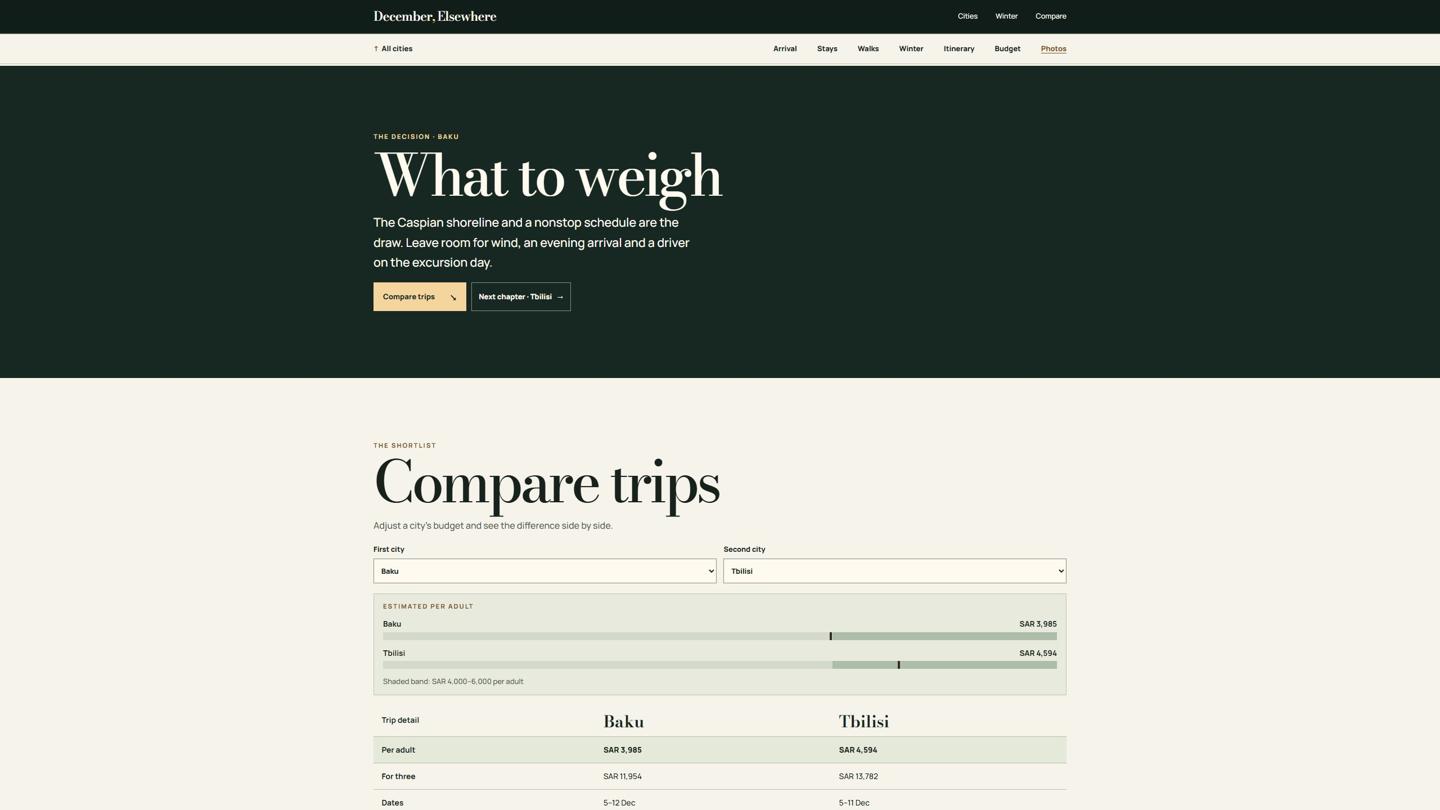 December, Elsewhere
Cities Winter Compare
↑ All cities
Arrival Stays Walks Winter Itinerary Budget Photos
THE DECISION · BAKU
What to weigh
The Caspian shoreline and a nonstop schedule are the
draw. Leave room for wind, an evening arrival and a driver
on the excursion day.
Compare trips ↘
Next chapter · Tbilisi →
THE SHORTLIST
Compare trips
Adjust a city's budget and see the difference side by side.
First city
Second city
Baku
Tbilisi
ESTIMATED PER ADULT
Baku SAR 3,985
Tbilisi SAR 4,594
Shaded band: SAR 4,000–6,000 per adult
Trip detail Baku Tbilisi
Per adult SAR 3,985 SAR 4,594
For three SAR 11,954 SAR 13,782
Dates 5–12 Dec 5–11 Dec